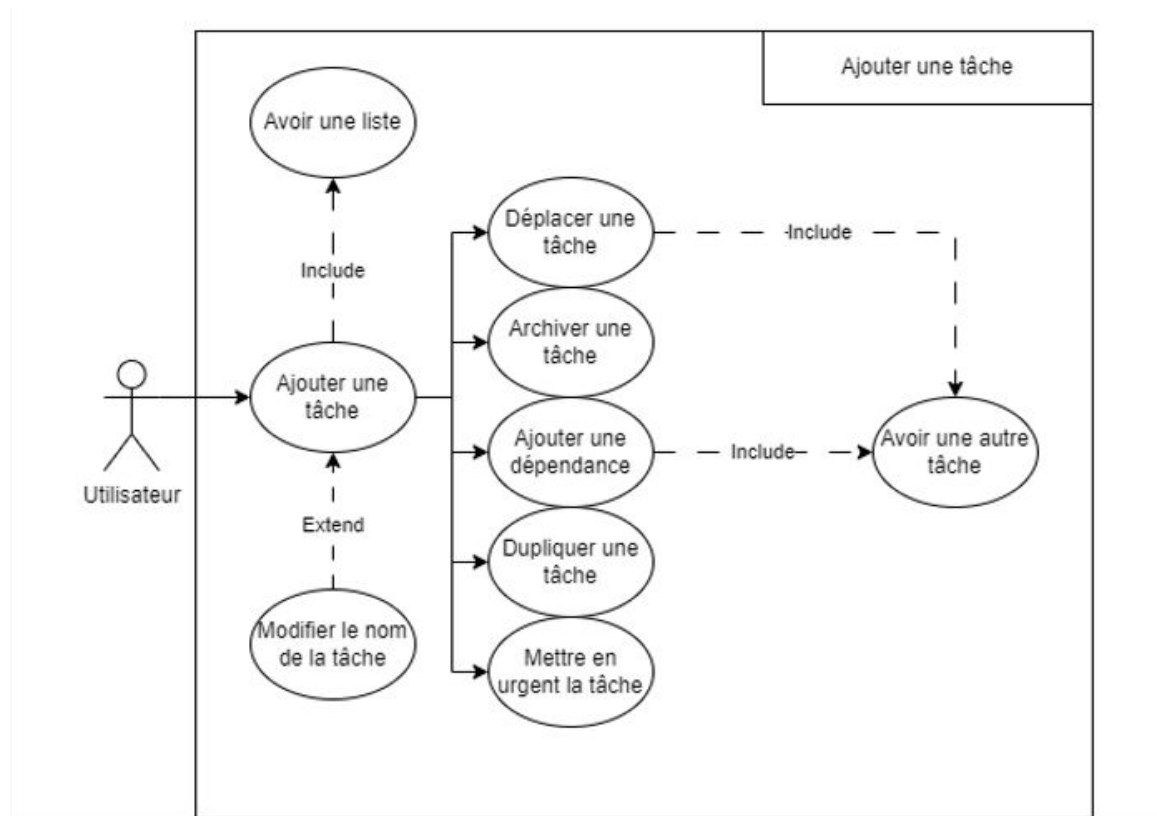 Ajouter une tâche
Avoir une liste
Déplacer une
tâche
Include
Include
Archiver une
tâche
Ajouter une
tâche
Ajouter une
dépendance
Include
Avoir une autre
tâche
Utilisateur
Extend
Dupliquer une
tâche
Modifier le nom
de la tâche
Mettre en
urgent la tâche